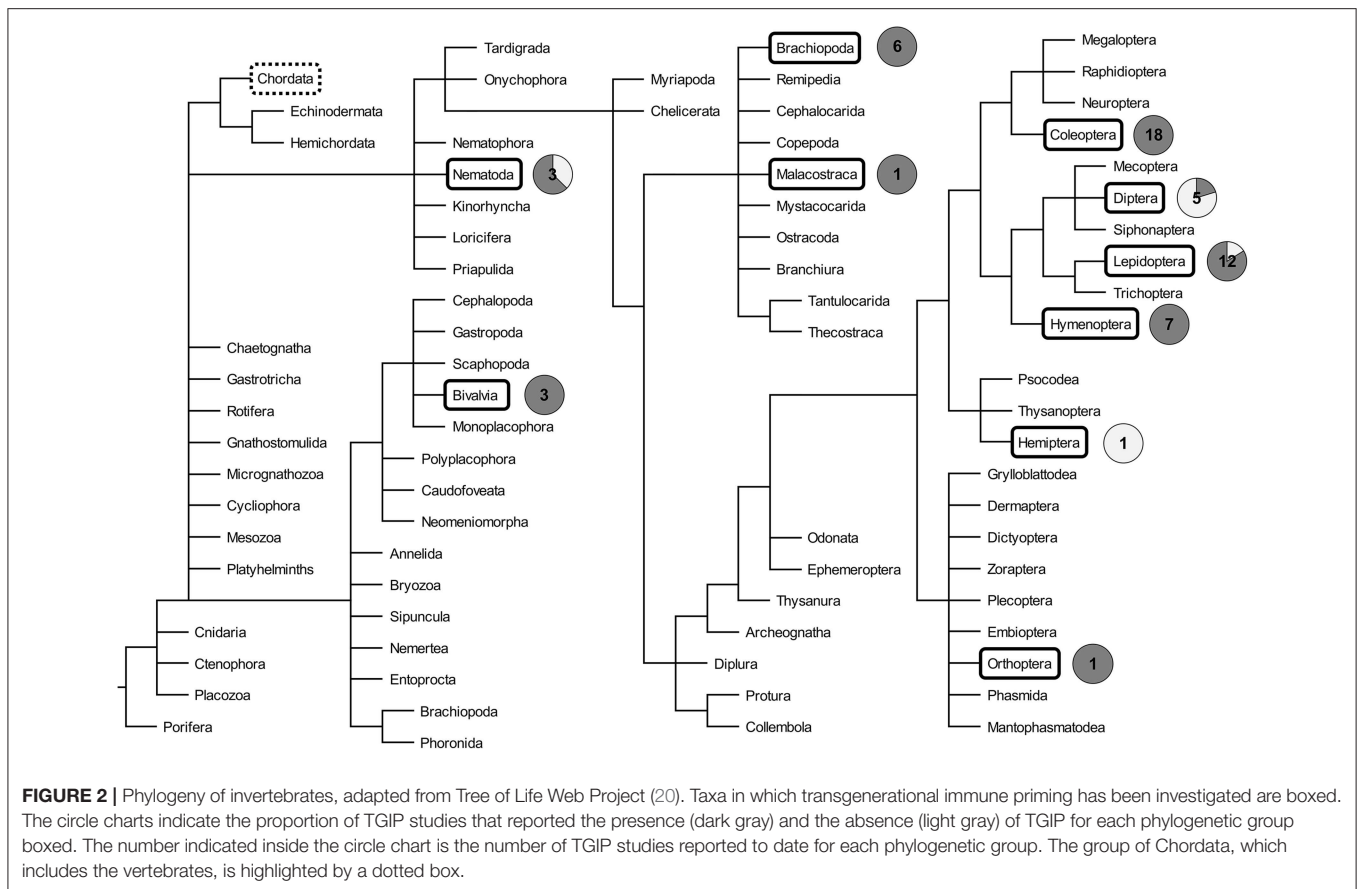 Chordata
Echinodermata
Hemichordata
Chaetognatha
Gastrotricha
Rotifera
Gnathostomulida
Micrognathozoa
Cycliophora
Mesozoa
Platyhelminths
Cnidaria
Ctenophora
Placozoa
Porifera
Tardigrada
Onychophora
Nematophora
Nematoda 3
Kinorhyncha
Loricifera
Priapulida
Cephalopoda
Gastropoda
Scaphopoda
Bivalvia 3
Monoplacophora
Polyplacophora
Caudofoveata
Neomeniomorpha
Annelida
Bryozoa
Sipuncula
Nemertea
Entoprocta
Brachiopoda
Phoronida
Myriapoda
Chelicerata
Brachiopoda 6
Remipedia
Cephalocarida
Copepoda
Malacostraca 1
Mystacocarida
Ostracoda
Branchiura
Tantulocarida
Thecostraca
Odonata
Ephemeroptera
Thysanura
Archeognatha
Diplura
Protura
Collembola
Megaloptera
Raphidioptera
Neuroptera
Coleoptera 18
Mecoptera
Diptera 5
Siphonaptera
Lepidoptera 12
Trichoptera
Hymenoptera 7
Psocodea
Thysanoptera
Hemiptera 1
Grylloblattodea
Dermaptera
Dictyoptera
Zoraptera
Plecoptera
Embioptera
Orthoptera 1
Phasmida
Mantophasmatodea
FIGURE 2 | Phylogeny of invertebrates, adapted from Tree of Life Web Project (20). Taxa in which transgenerational immune priming has been investigated are boxed.
The circle charts indicate the proportion of TGIP studies that reported the presence (dark gray) and the absence (light gray) of TGIP for each phylogenetic group
boxed. The number indicated inside the circle chart is the number of TGIP studies reported to date for each phylogenetic group. The group of Chordata, which
includes the vertebrates, is highlighted by a dotted box.